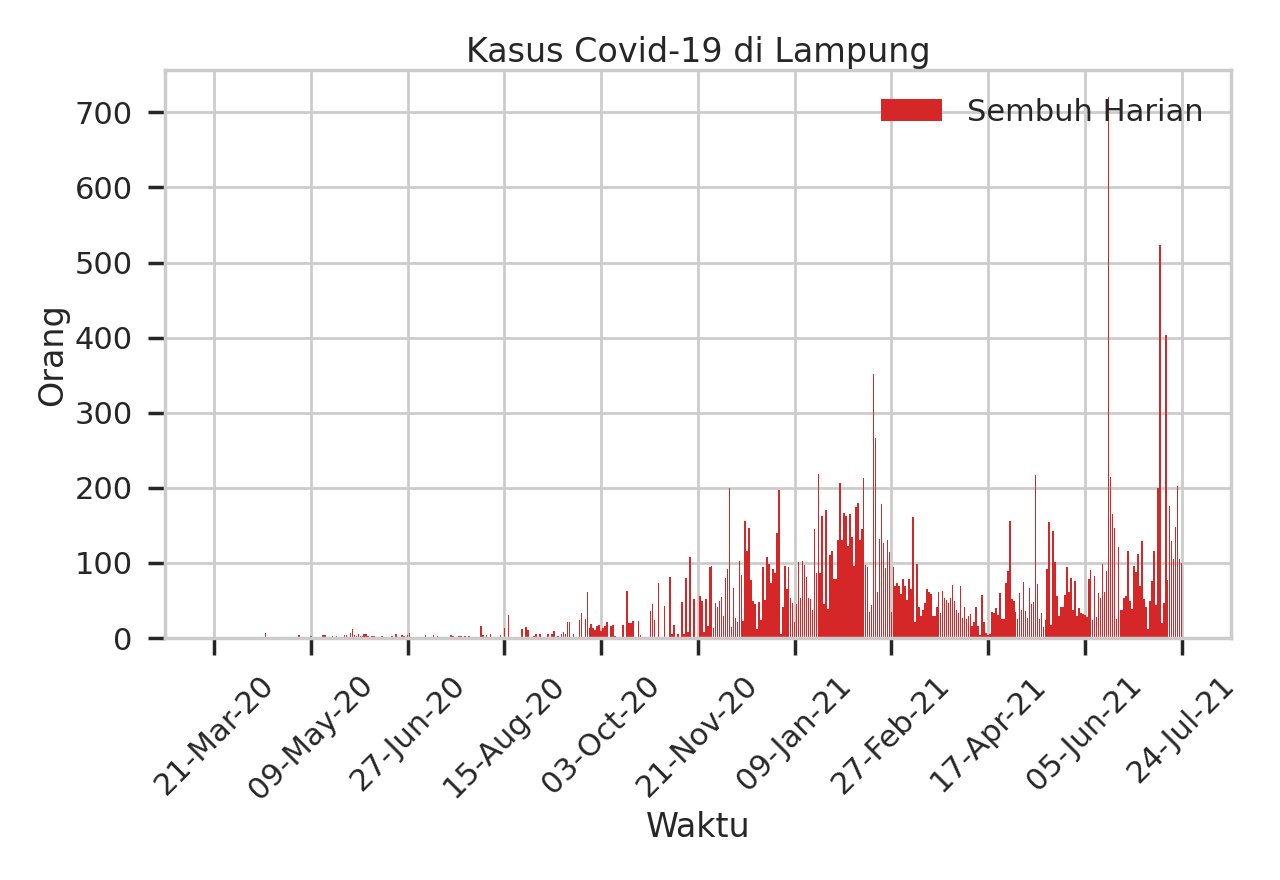 Kasus Covid-19 di Lampung
Sembuh Harian
Orang
700
600
500
400
300
200
100
0
21-Mar-20
09-May-20
27-Jun-20
15-Aug-20
03-Oct-20
21-Nov-20
09-Jan-21
27-Feb-21
17-Apr-21
05-Jun-21
24-Jul-21
Waktu